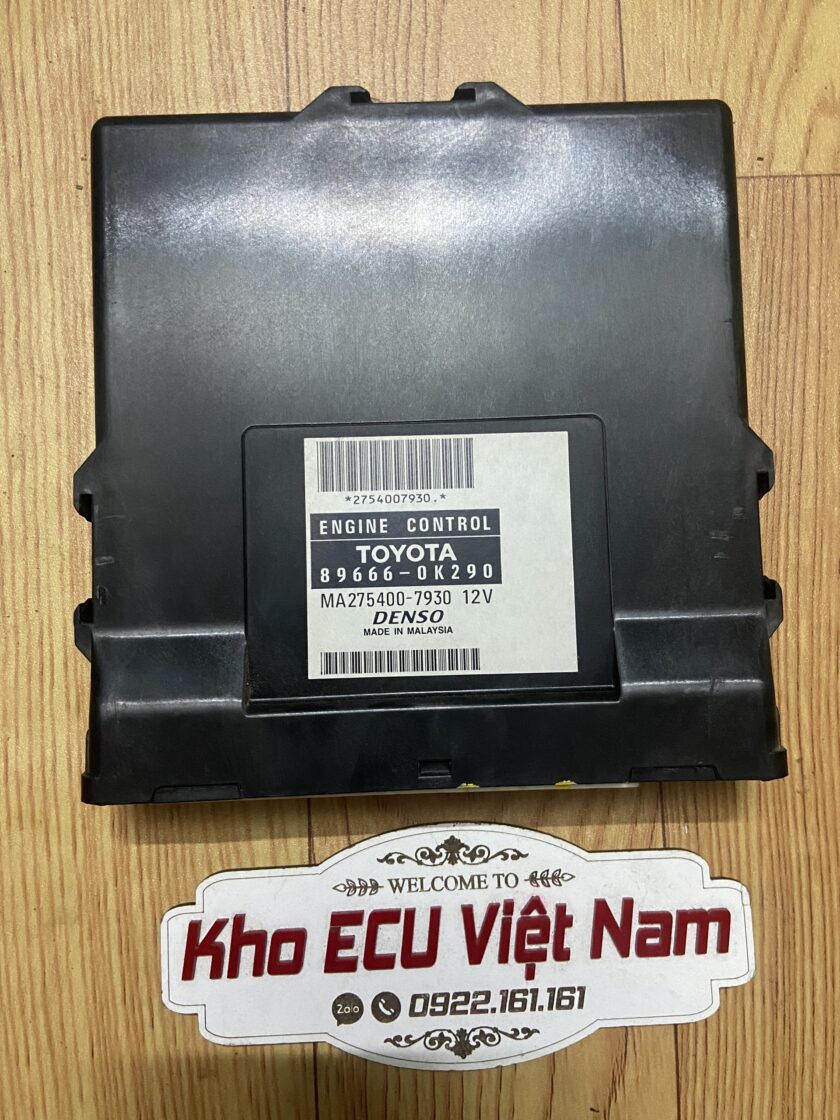 *2754007930.*
ENGINE CONTROL
TOYOTA
89666-0K290
MA275400-7930 12V
DENSO
MADE IN MALAYSIA
WELCOME TO
Kho ECU Việt Nam
Zalo 0922.161.161